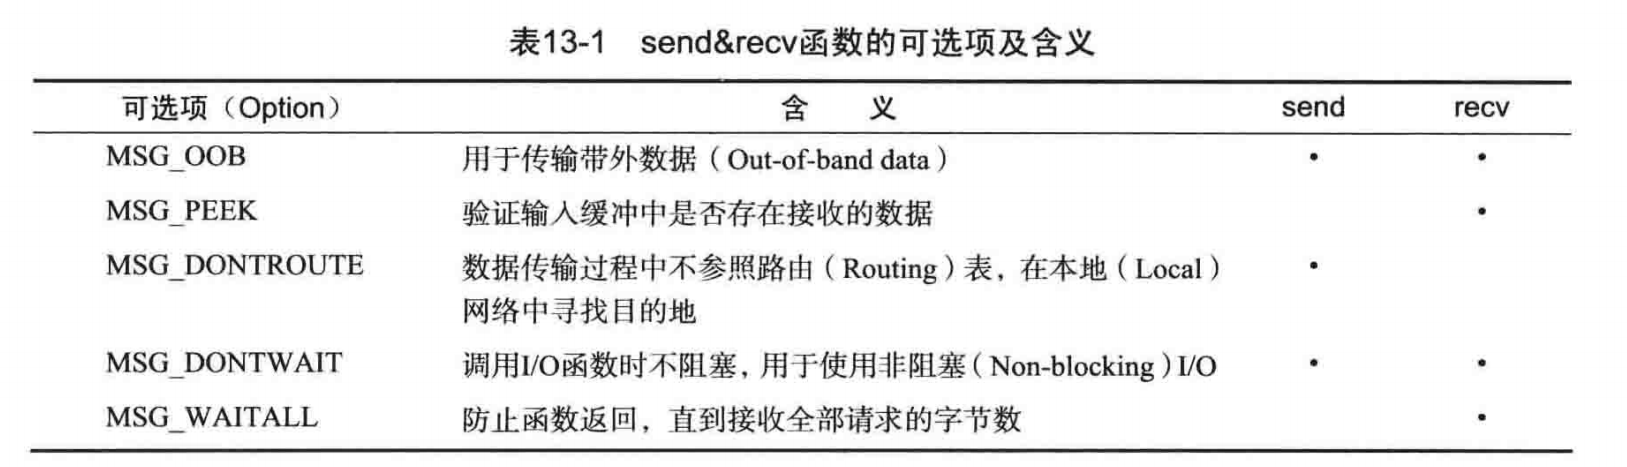 表13-1 send&recv函数的可选项及含义
可选项（Option） 含 义 send recv
MSG_OOB 用于传输带外数据（Out-of-band data） • •
MSG_PEEK 验证输入缓冲中是否存在接收的数据 •
MSG_DONTROUTE 数据传输过程中不参照路由（Routing）表，在本地（Local） •
网络中寻找目的地
MSG_DONTWAIT 调用I/O函数时不阻塞，用于使用非阻塞（Non-blocking）I/O • •
MSG_WAITALL 防止函数返回，直到接收全部请求的字节数 •